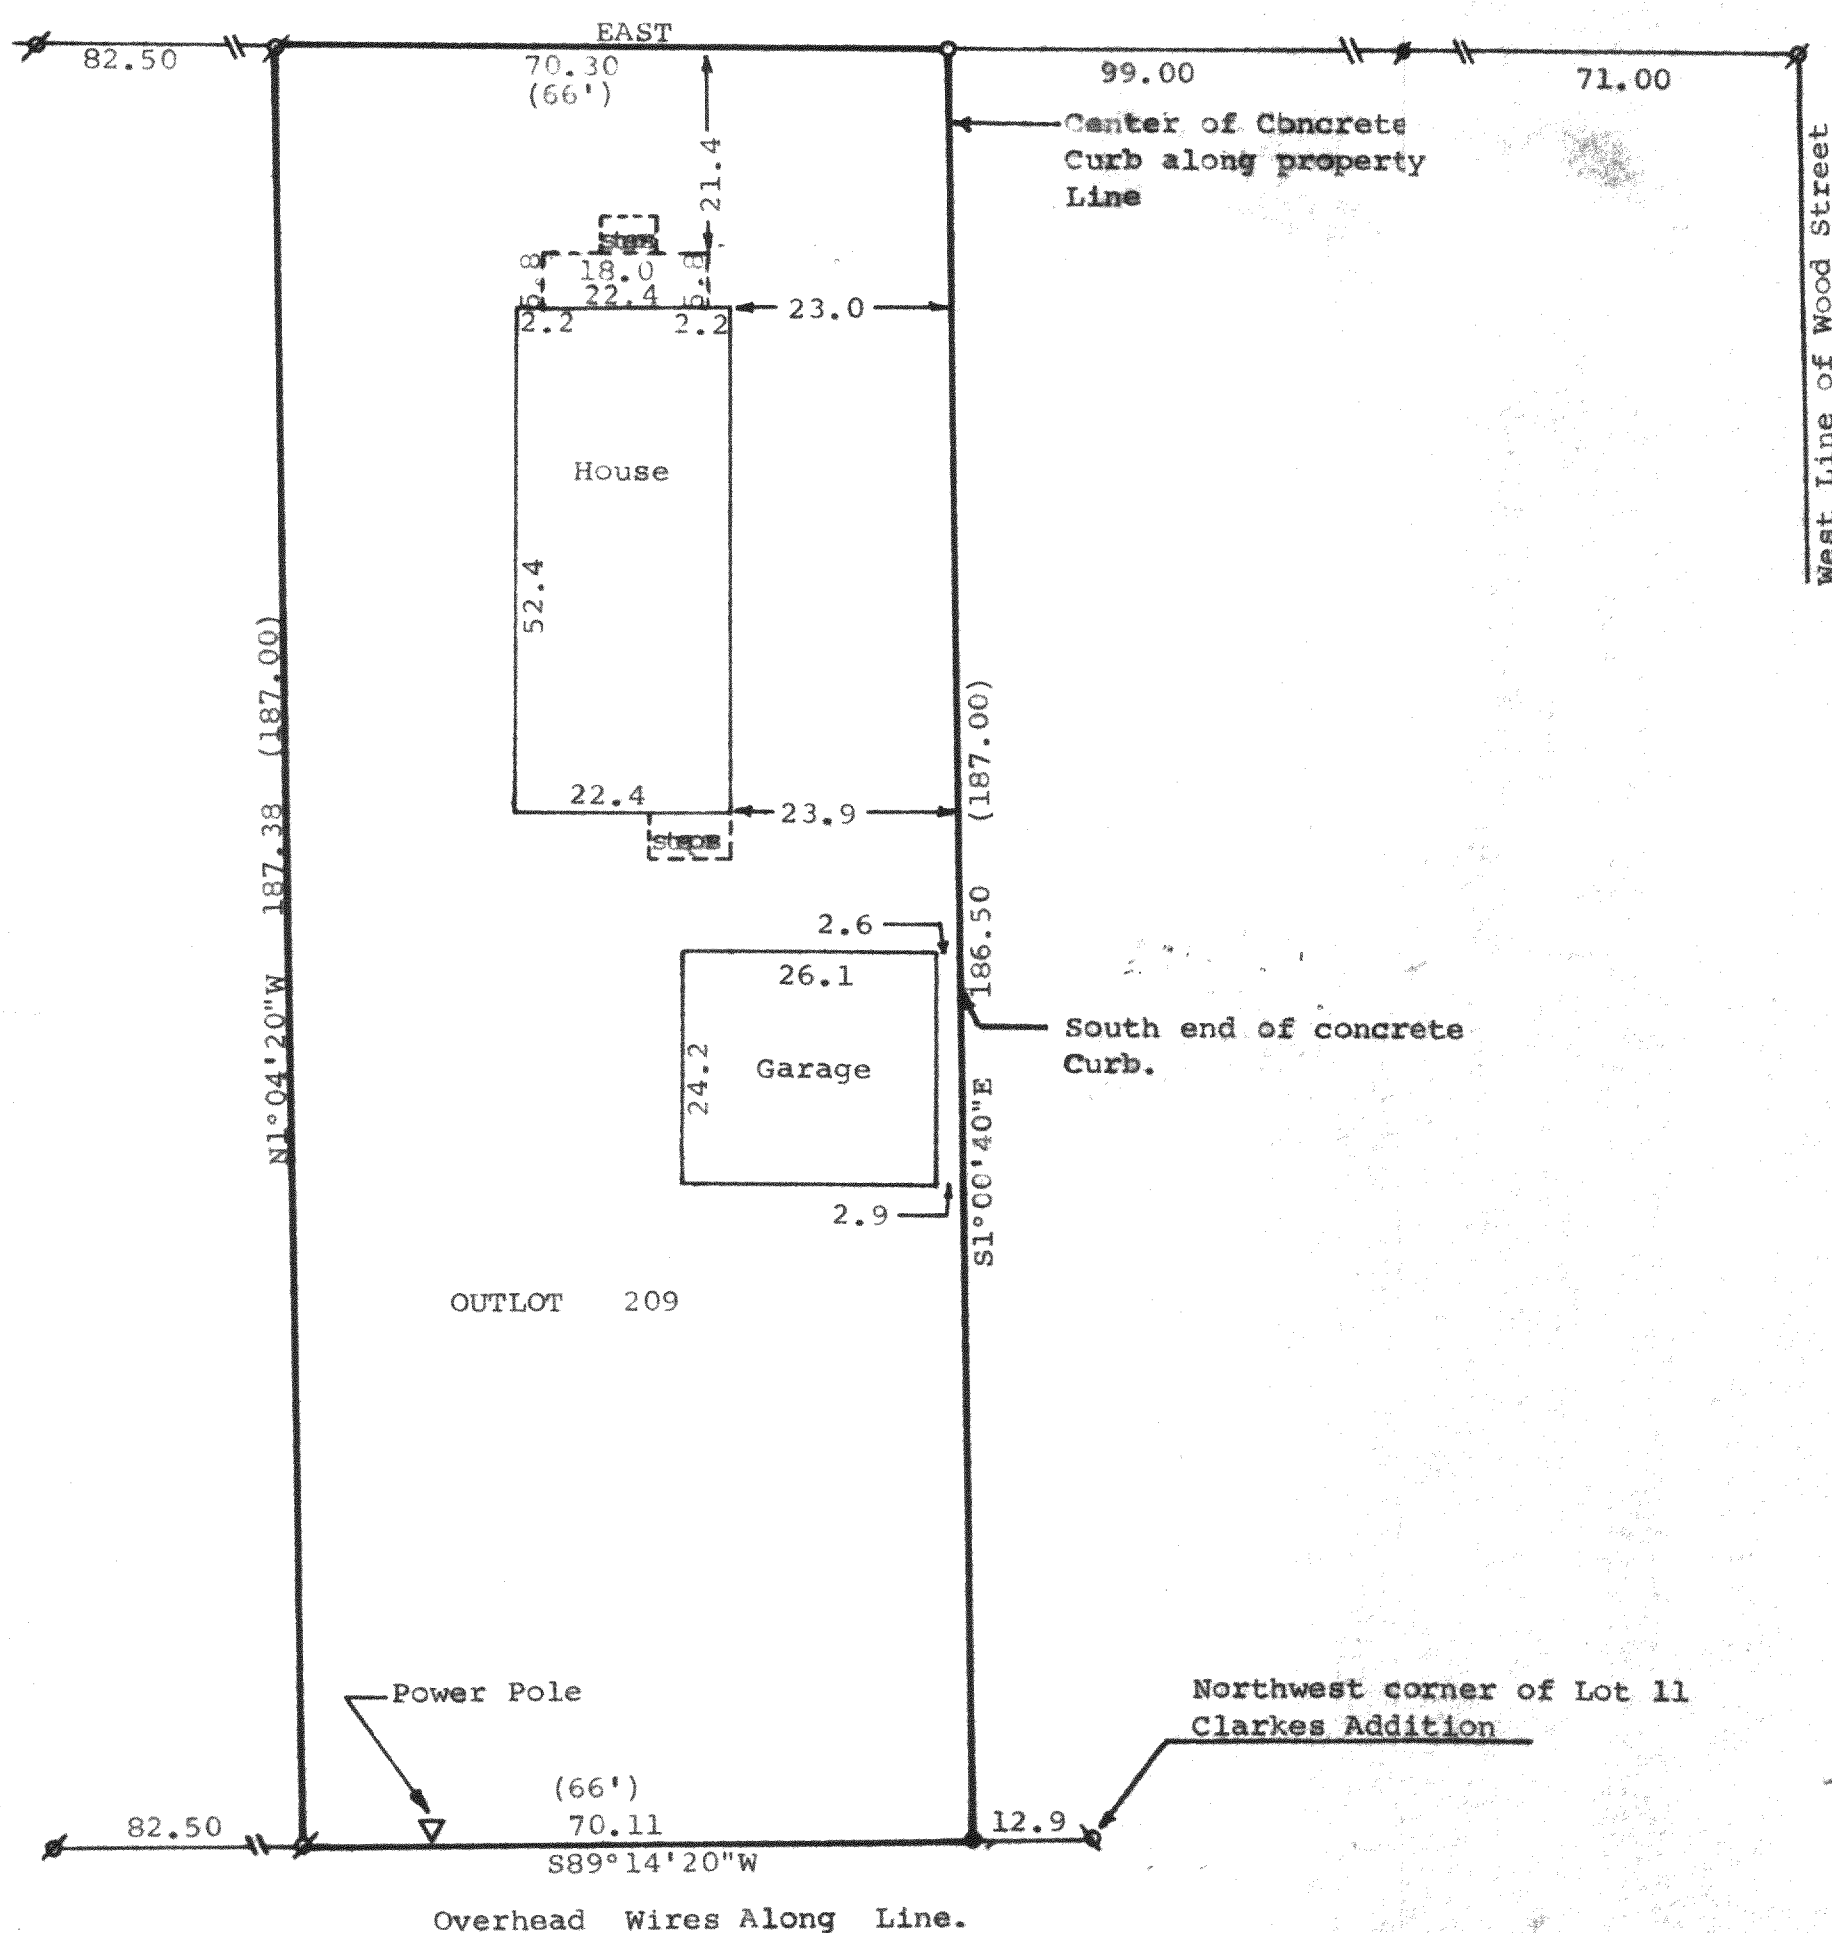 EAST
82.50
70.30
(66')
99.00
71.00
Center of Concrete
Curb along property
Line
West Line of Wood Street
21.4
steps
5.8
18.0
5.8
22.4
2.2
2.2
23.0
House
52.4
N1°04'20"W 187.38 (187.00)
S1°00'40"E 186.50 (187.00)
22.4
23.9
steps
2.6
26.1
24.2
Garage
South end of concrete
Curb.
2.9
OUTLOT 209
Power Pole
Northwest corner of Lot 11
Clarkes Addition
(66')
82.50
70.11
12.9
S89°14'20"W
Overhead Wires Along Line.